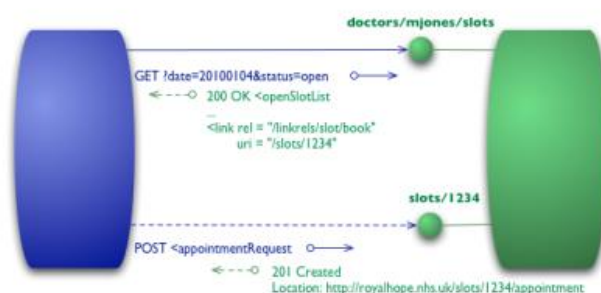 doctors/mjones/slots
GET ?date=20100104&status=open
200 OK <openSlotList
...
<link rel = "/linkrels/slot/book"
uri = "/slots/1234"
slots/1234
POST <appointmentRequest
201 Created
Location: http://royalhope.nhs.uk/slots/1234/appointment